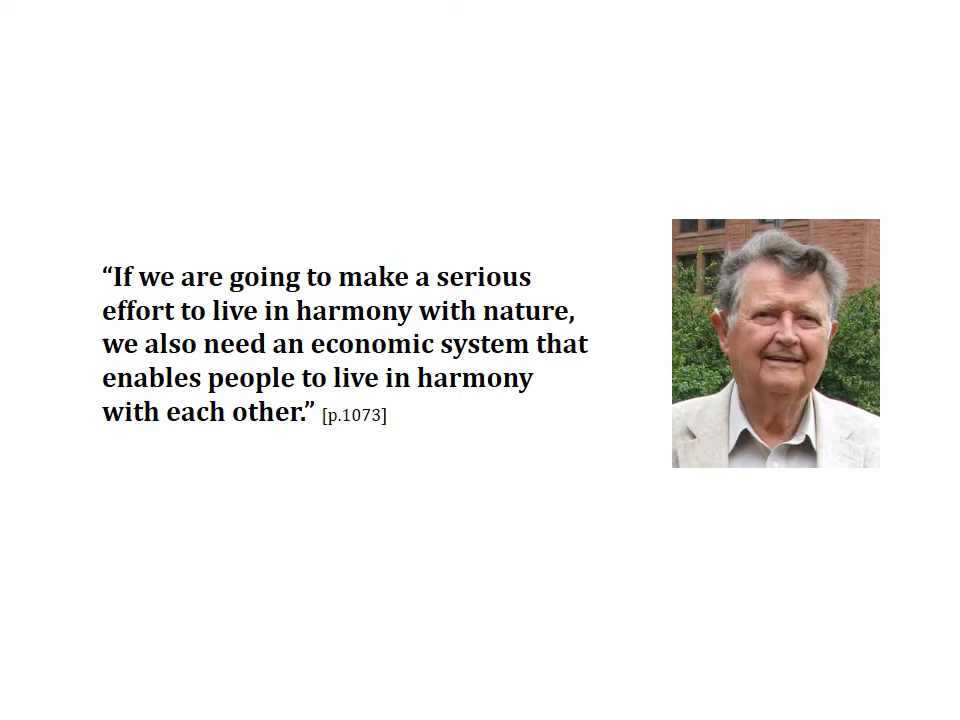 “If we are going to make a serious
effort to live in harmony with nature,
we also need an economic system that
enables people to live in harmony
with each other.” [p.1073]